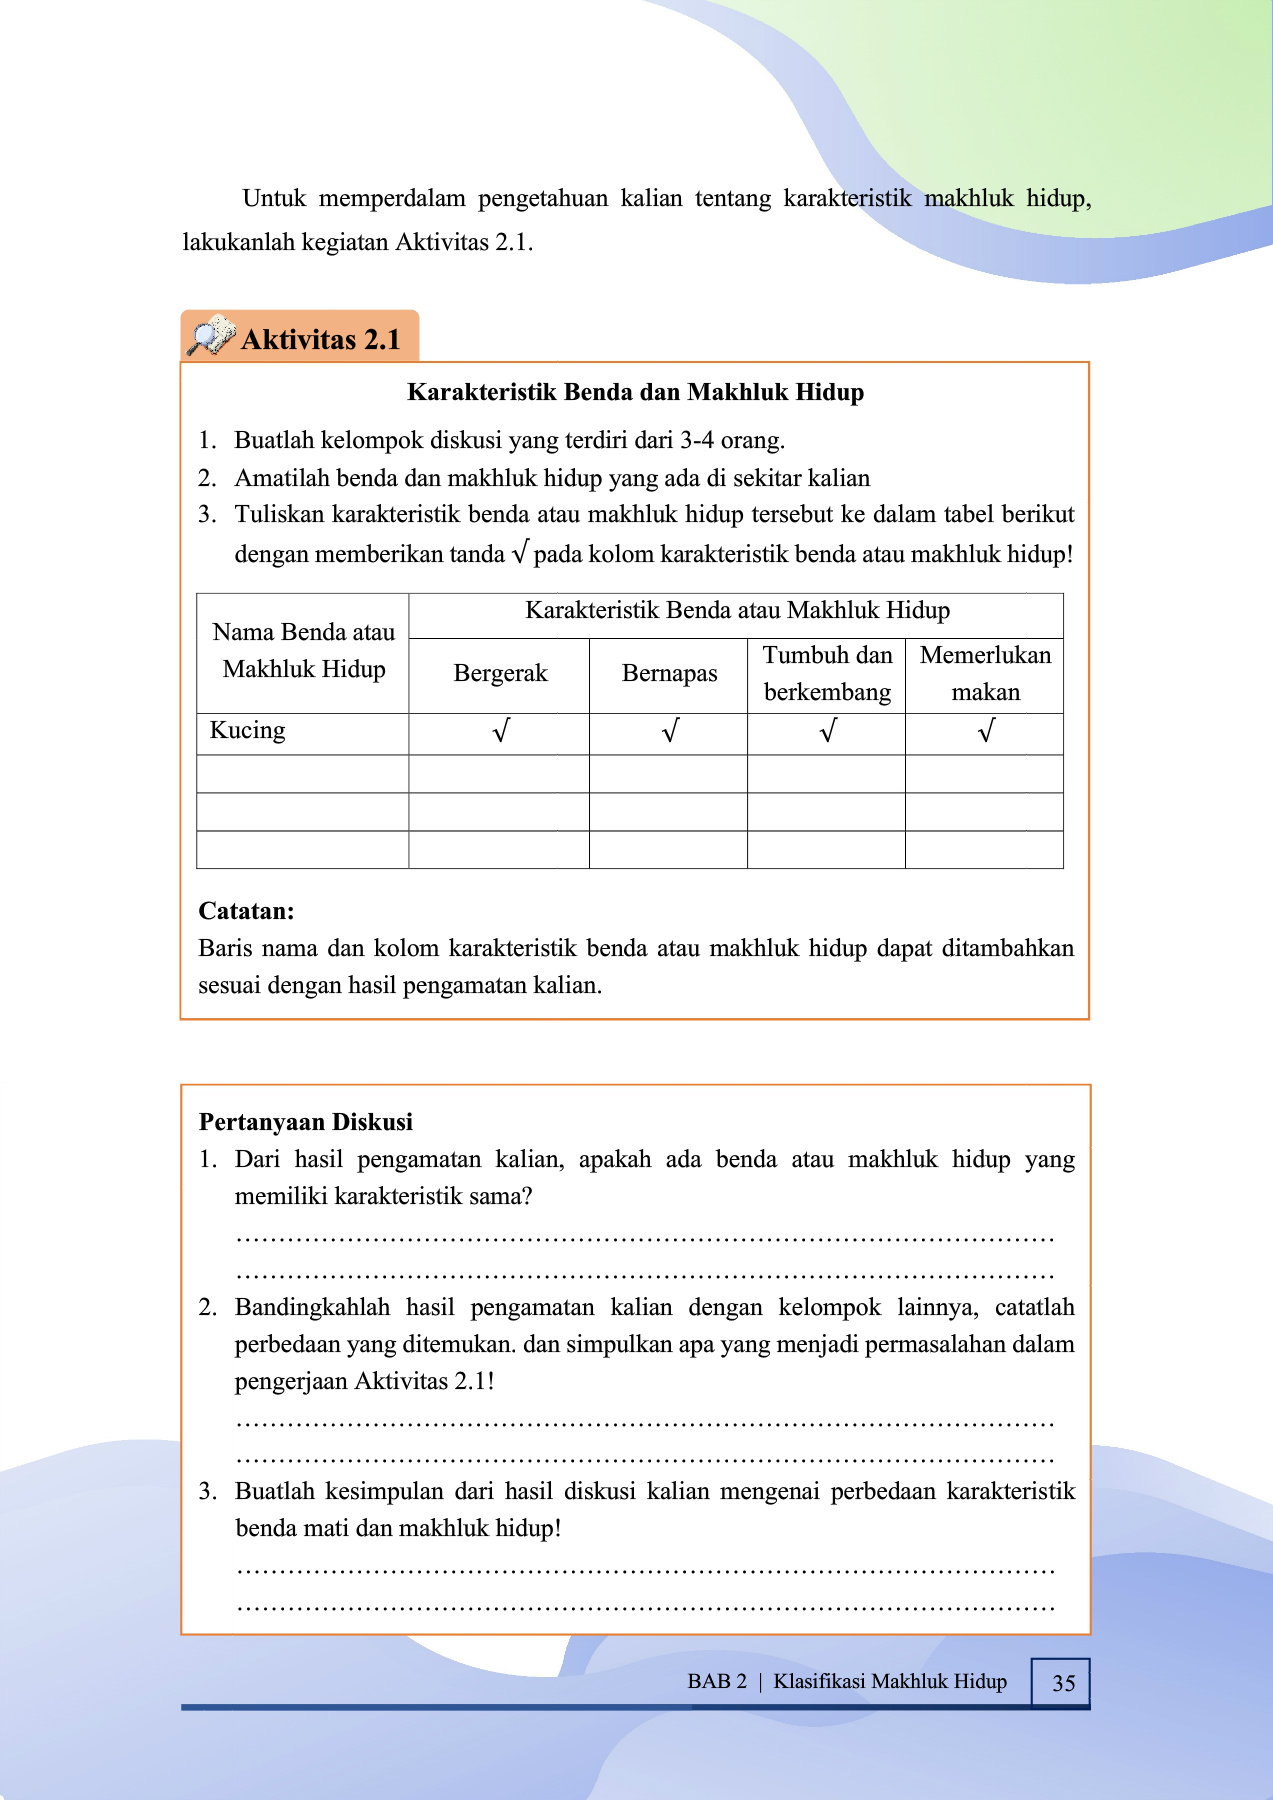 Untuk memperdalam pengetahuan kalian tentang karakteristik makhluk hidup,
lakukanlah kegiatan Aktivitas 2.1.
Aktivitas 2.1
Karakteristik Benda dan Makhluk Hidup
1. Buatlah kelompok diskusi yang terdiri dari 3-4 orang.
2. Amatilah benda dan makhluk hidup yang ada di sekitar kalian
3. Tuliskan karakteristik benda atau makhluk hidup tersebut ke dalam tabel berikut
dengan memberikan tanda √ pada kolom karakteristik benda atau makhluk hidup!
Nama Benda atau
Makhluk Hidup
Karakteristik Benda atau Makhluk Hidup
Bergerak
Bernapas
Tumbuh dan
berkembang
Memerlukan
makan
Kucing √ √ √ √
Catatan:
Baris nama dan kolom karakteristik benda atau makhluk hidup dapat ditambahkan
sesuai dengan hasil pengamatan kalian.
Pertanyaan Diskusi
1. Dari hasil pengamatan kalian, apakah ada benda atau makhluk hidup yang
memiliki karakteristik sama?
................................................................................................
................................................................................................
2. Bandingkahlah hasil pengamatan kalian dengan kelompok lainnya, catatlah
perbedaan yang ditemukan. dan simpulkan apa yang menjadi permasalahan dalam
pengerjaan Aktivitas 2.1!
................................................................................................
................................................................................................
3. Buatlah kesimpulan dari hasil diskusi kalian mengenai perbedaan karakteristik
benda mati dan makhluk hidup!
................................................................................................
................................................................................................
BAB 2 | Klasifikasi Makhluk Hidup 35